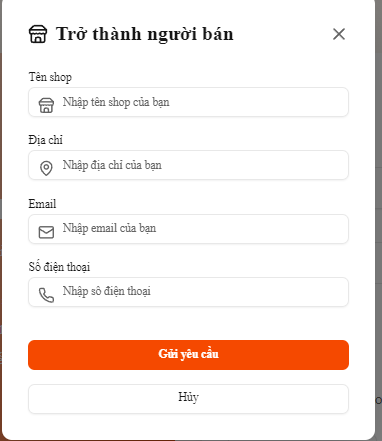 Trở thành người bán
Tên shop
Nhập tên shop của bạn
Địa chỉ
Nhập địa chỉ của bạn
Email
Nhập email của bạn
Số điện thoại
Nhập số điện thoại
Gửi yêu cầu
Hủy